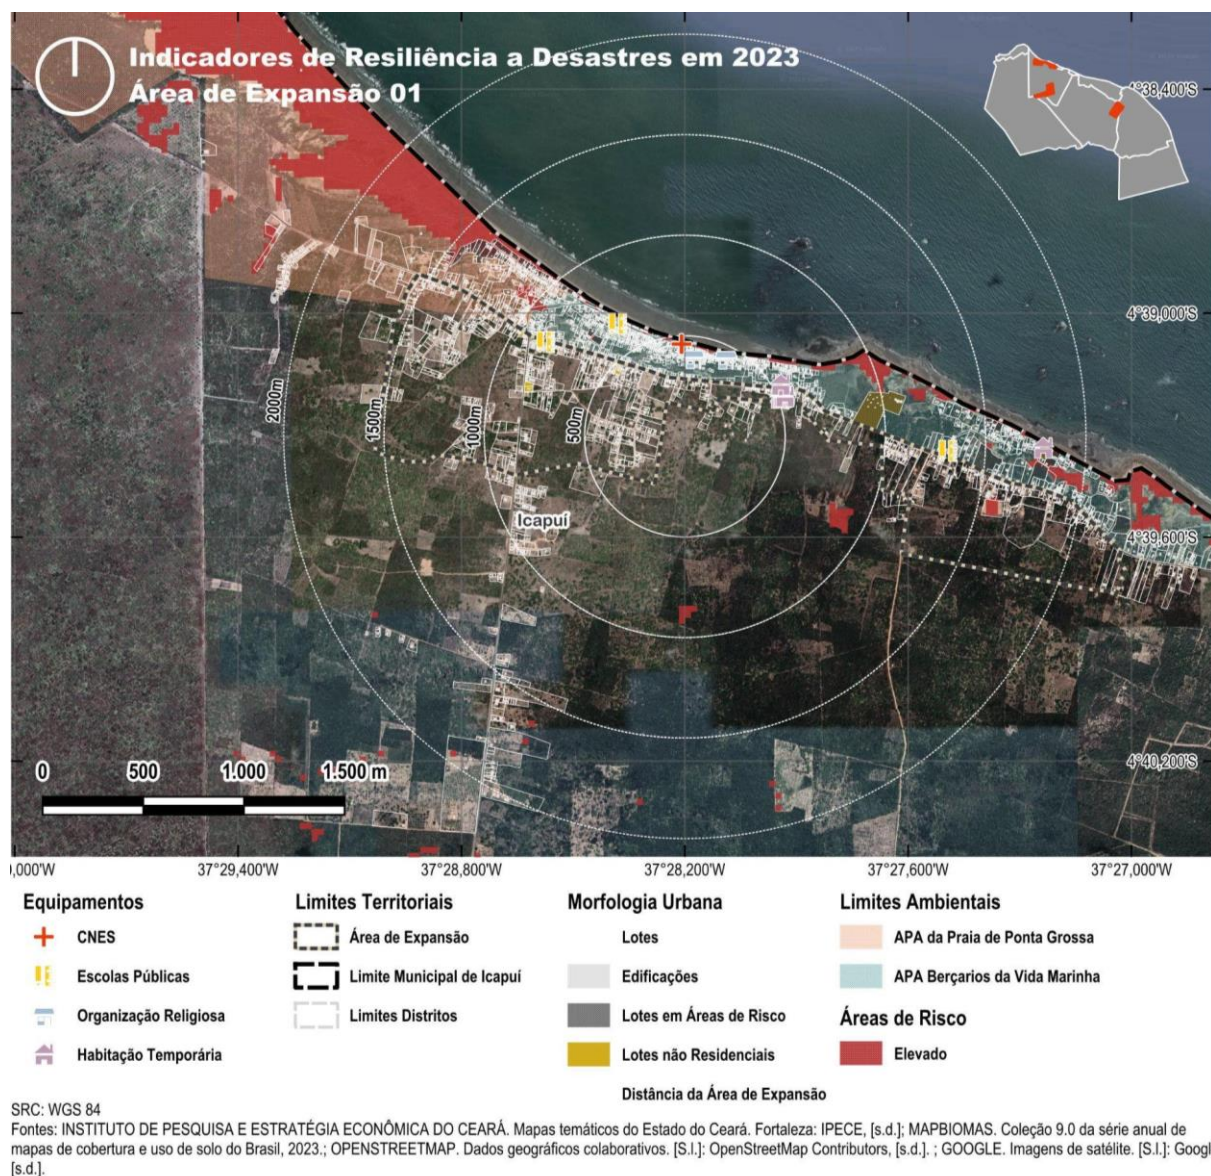 Indicadores de Resiliência a Desastres em 2023
Área de Expansão 01
4°38,400'S
4°39,000'S
2000m
1500m
1000m
500m
Icapuí
4°39,600'S
4°40,200'S
0 500 1.000 1.500 m
0,000'W 37°29,400'W 37°28,800'W 37°28,200'W 37°27,600'W 37°27,000'W
Equipamentos
CNES
Escolas Públicas
Organização Religiosa
Habitação Temporária
Limites Territoriais
Área de Expansão
Limite Municipal de Icapuí
Limites Distritos
Morfologia Urbana
Lotes
Edificações
Lotes em Áreas de Risco
Lotes não Residenciais
Distância da Área de Expansão
Limites Ambientais
APA da Praia de Ponta Grossa
APA Berçarios da Vida Marinha
Áreas de Risco
Elevado
SRC: WGS 84
Fontes: INSTITUTO DE PESQUISA E ESTRATÉGIA ECONÔMICA DO CEARÁ. Mapas temáticos do Estado do Ceará. Fortaleza: IPECE, [s.d.]; MAPBIOMAS. Coleção 9.0 da série anual de
mapas de cobertura e uso de solo do Brasil, 2023.; OPENSTREETMAP. Dados geográficos colaborativos. [S.l.]: OpenStreetMap Contributors, [s.d.]. ; GOOGLE. Imagens de satélite. [S.l.]: Googl
[s.d.].